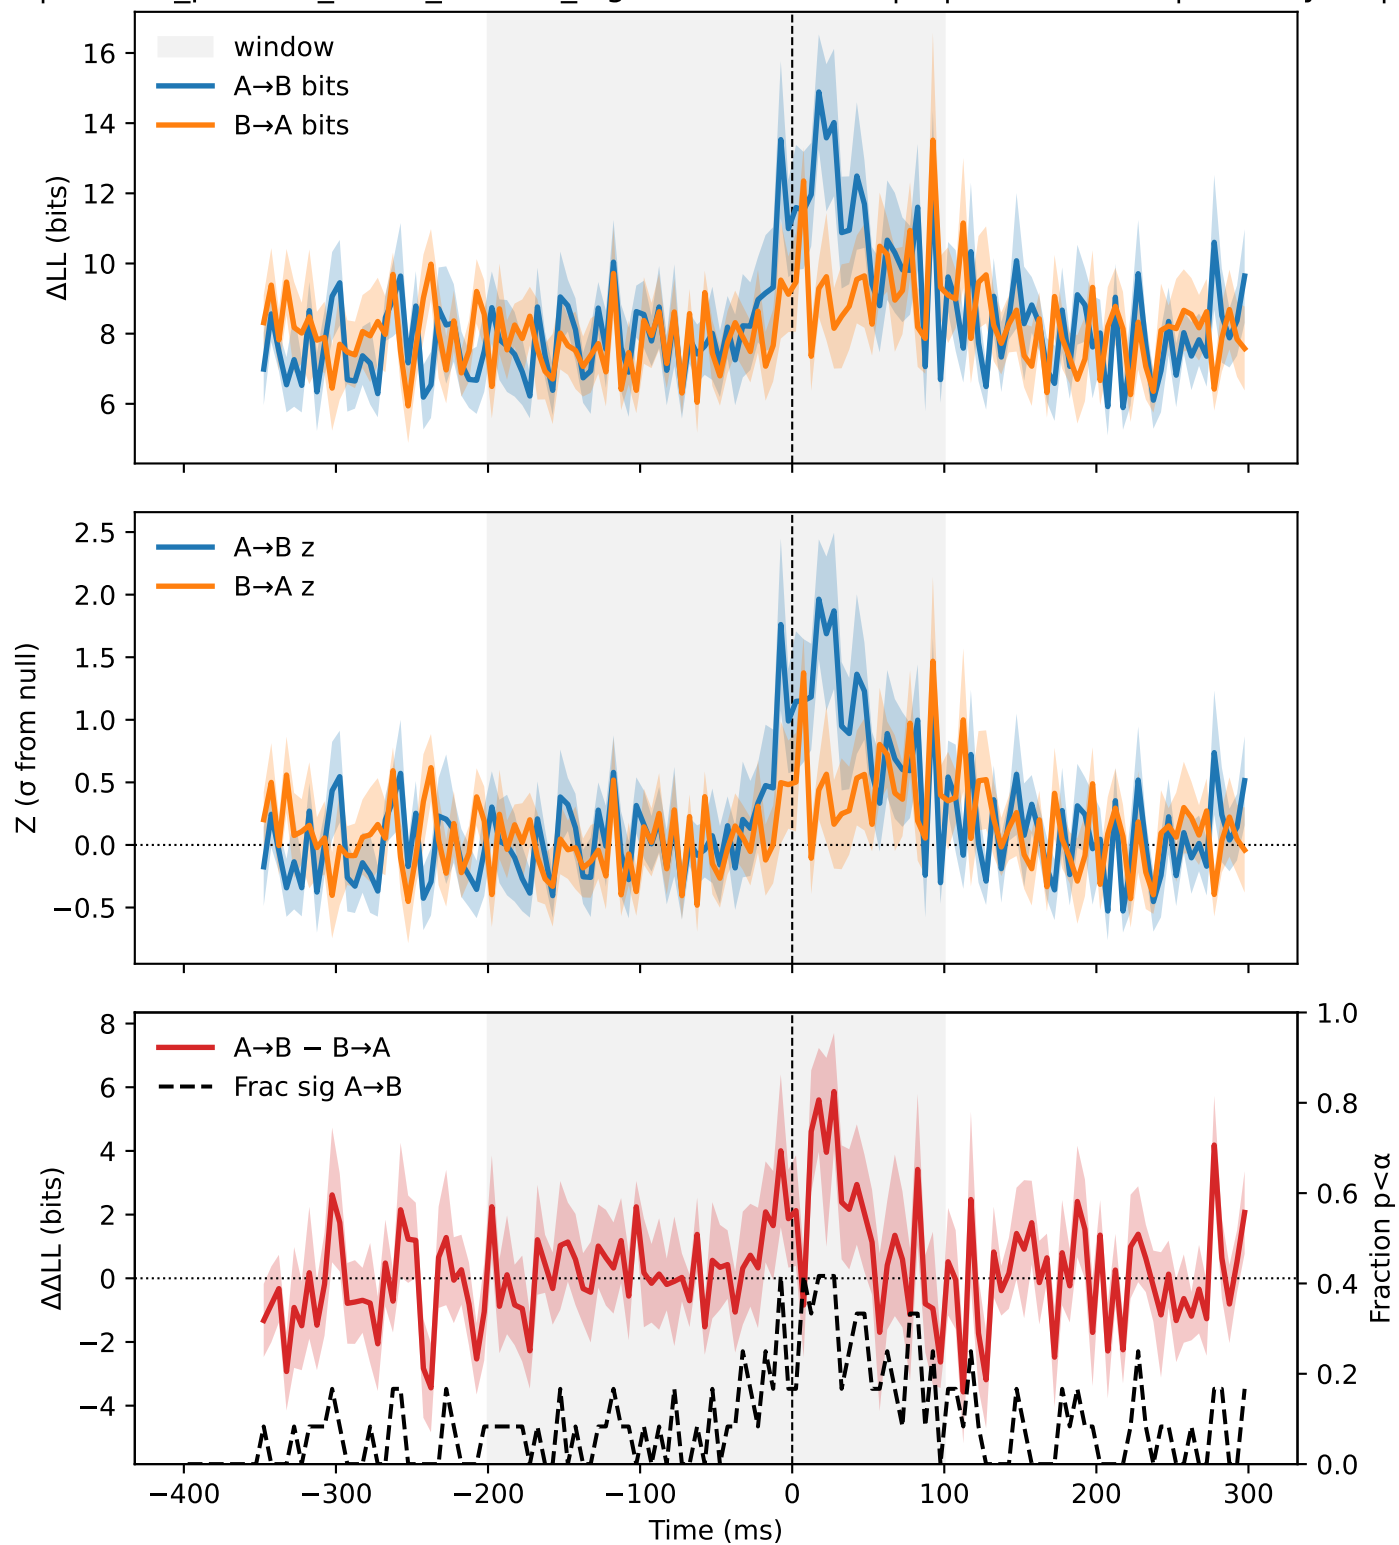 window
A→B bits
B→A bits
ΔLL (bits)
16
14
12
10
8
6
A→B z
B→A z
Z (σ from null)
2.5
2.0
1.5
1.0
0.5
0.0
−0.5
A→B − B→A
Frac sig A→B
ΔΔLL (bits)
8
6
4
2
0
−2
−4
1.0
0.8
0.6
0.4
0.2
0.0
Fraction p<α
−400 −300 −200 −100 0 100 200 300
Time (ms)